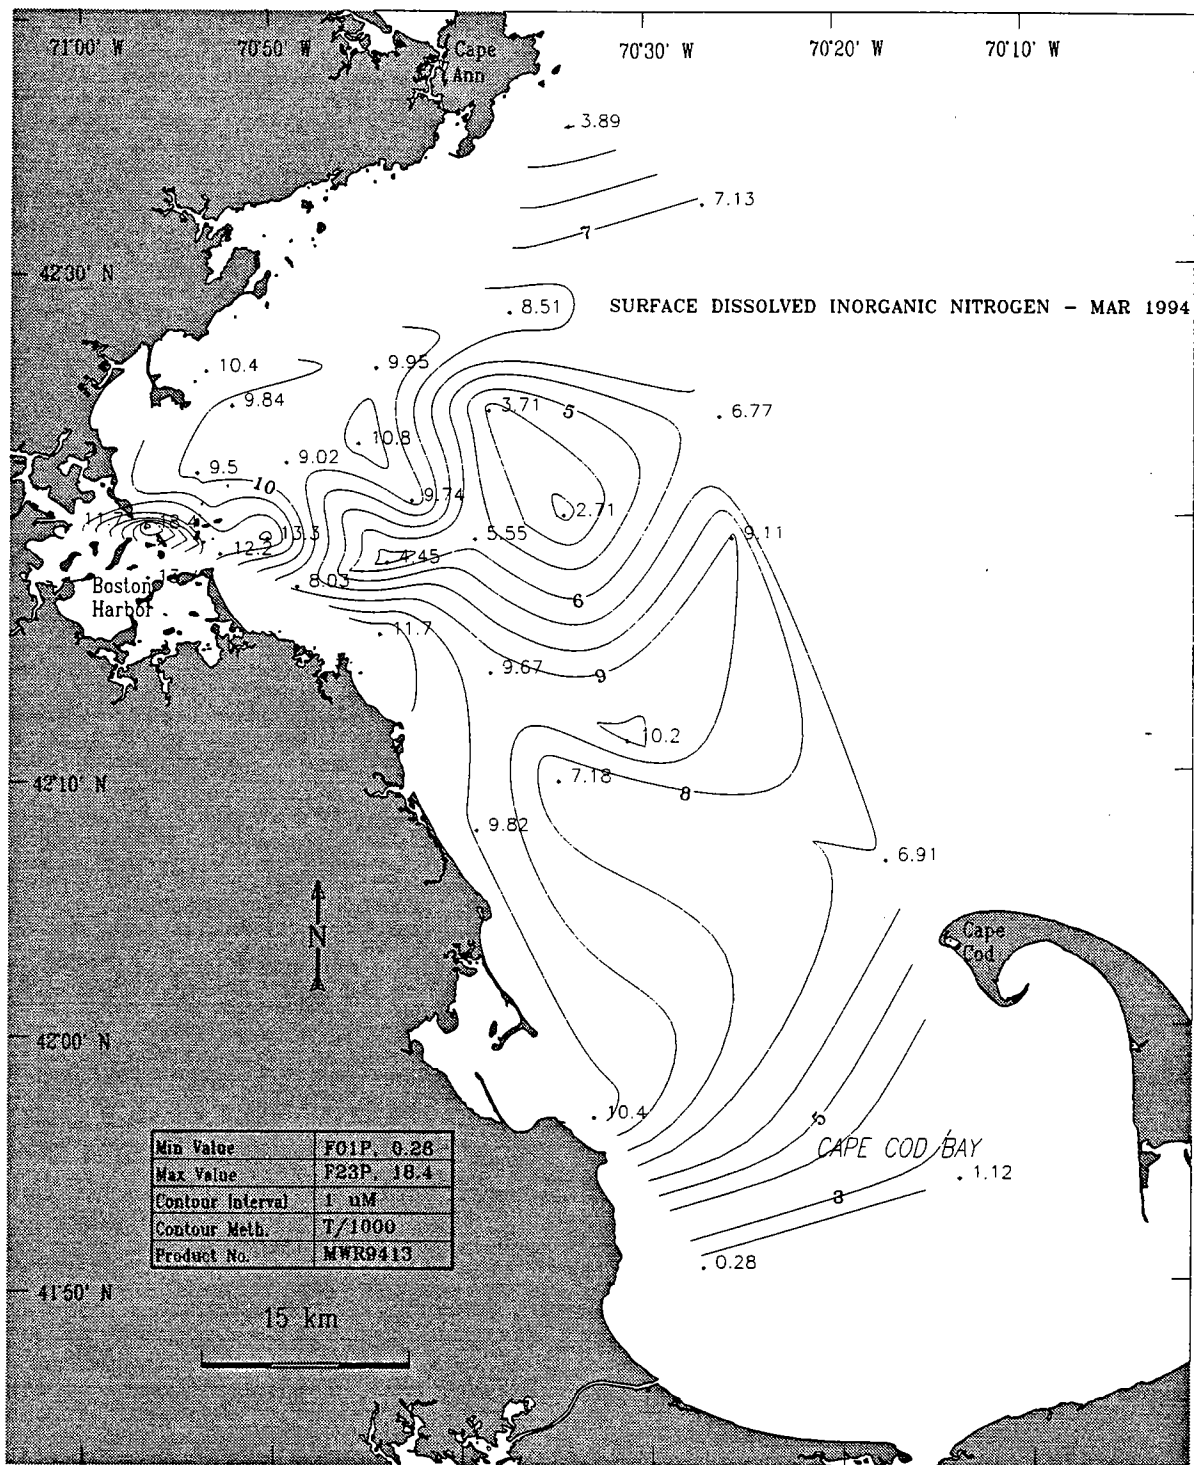 71°00' W 70°50' W 70°30' W 70°20' W 70°10' W
Cape
Ann
3.89
7.13
7
42°30' N
8.51
SURFACE DISSOLVED INORGANIC NITROGEN – MAR 1994
10.4
9.95
9.84
3.71
5
6.77
10.8
9.02
9.5
10
9.74
2.71
11.7
18.4
13.3
5.55
9.11
12.2
4.45
8.03
Boston
Harbor
6
11.7
9.67
9
10.2
7.18
42°10' N
8
9.82
6.91
N
Cape
Cod
42°00' N
10.4
5
CAPE COD BAY
1.12
3
0.28
Min Value F01P, 0.28
Max Value F23P, 18.4
Contour Interval 1 uM
Contour Meth. T/1000
Product No. MWR9413
41°50' N
15 km